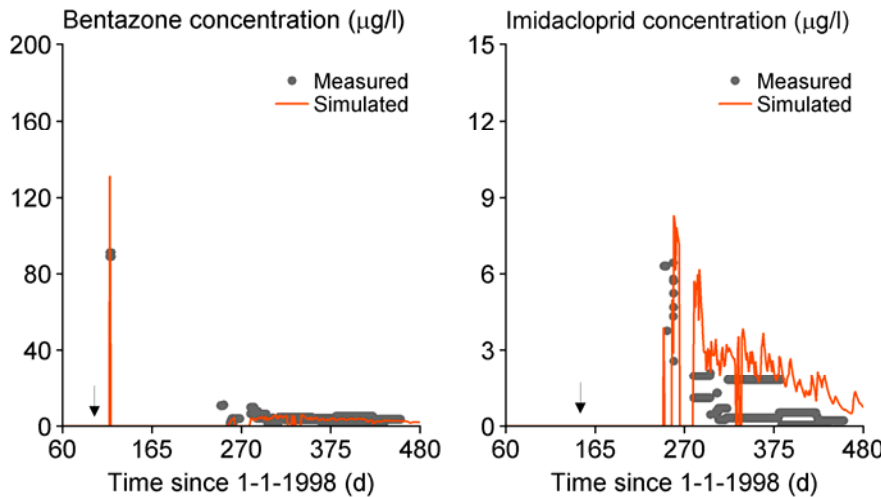 Bentazone concentration (μg/l)
200
160
120
80
40
0
60 165 270 375 480
Time since 1-1-1998 (d)
Measured
Simulated
Imidacloprid concentration (μg/l)
15
12
9
6
3
0
60 165 270 375 480
Time since 1-1-1998 (d)
Measured
Simulated